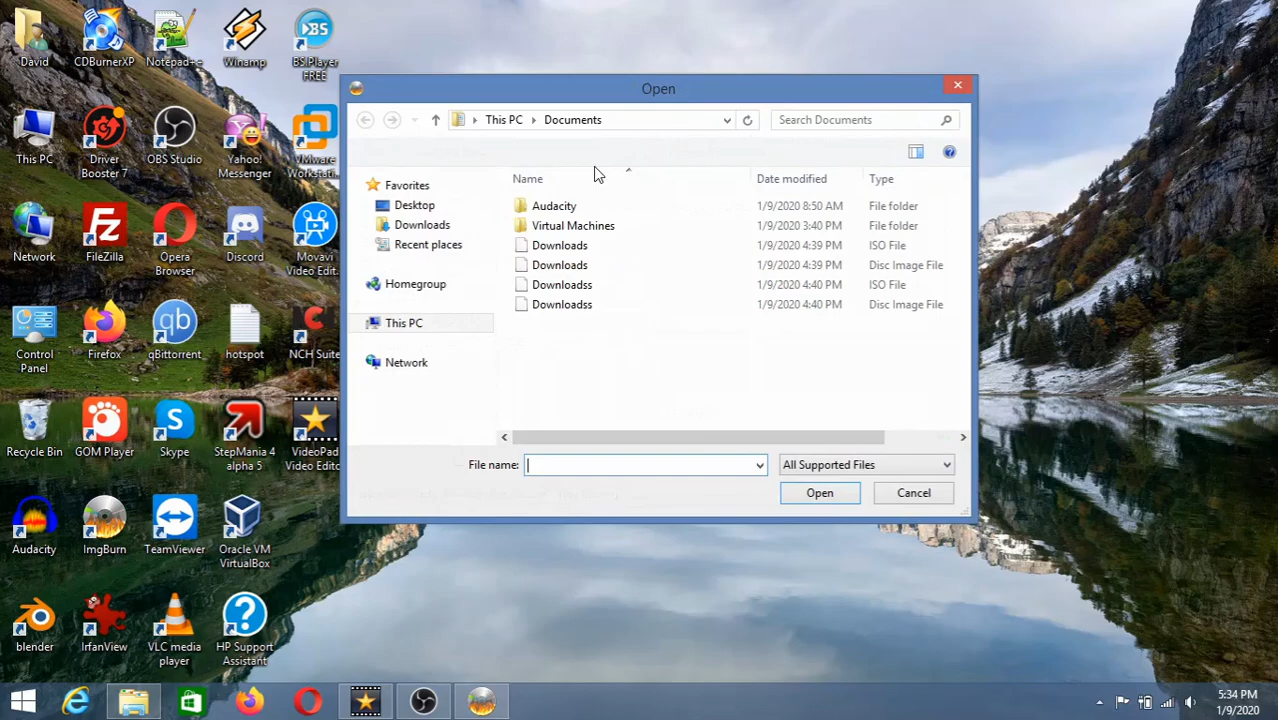 David
CDBurnerXP
Notepad++
Winamp
BS.Player
FREE
This PC
Driver
Booster 7
OBS Studio
Yahoo!
Messenger
VMware
Workstati...
Network
FileZilla
Opera
Browser
Discord
Movavi
Video Edit...
Control
Panel
Firefox
qBittorrent
hotspot
NCH Suite
Recycle Bin
GOM Player
Skype
StepMania
4 alpha 5
VideoPad
Video Editor
Audacity
ImgBurn
TeamViewer
Oracle VM
VirtualBox
blender
IrfanView
VLC media
player
HP Support
Assistant
Open
This PC
Documents
Search Documents
Name
Date modified
Type
Favorites
Desktop
Downloads
Recent places
Homegroup
This PC
Network
Audacity 1/9/2020 8:50 AM File folder
Virtual Machines 1/9/2020 3:40 PM File folder
Downloads 1/9/2020 4:39 PM ISO File
Downloads 1/9/2020 4:39 PM Disc Image File
Downloadss 1/9/2020 4:40 PM ISO File
Downloadss 1/9/2020 4:40 PM Disc Image File
File name:
All Supported Files
Open
Cancel
5:34 PM
1/9/2020